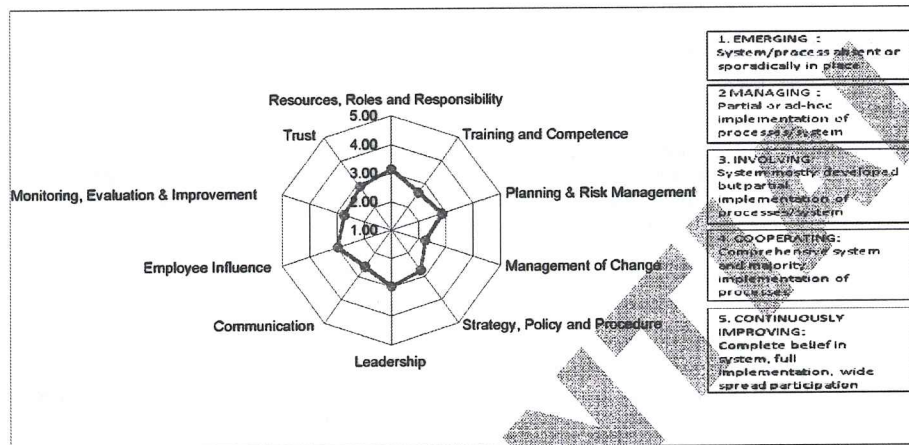 Resources, Roles and Responsibility
5.00
4.00
3.00
2.00
1.00
Training and Competence
Planning & Risk Management
Management of Change
Strategy, Policy and Procedure
Leadership
Communication
Employee Influence
Monitoring, Evaluation & Improvement
Trust
1. EMERGING :
System/process absent or
sporadically in place
2 MANAGING :
Partial or ad-hoc
implementation of
processes/system
3. INVOLVING:
System mostly developed
but partial
implementation of
processes/system
4. COOPERATING:
Comprehensive system
and majority
implementation of
processes
5. CONTINUOUSLY
IMPROVING:
Complete belief in
system, full
implementation, wide
spread participation